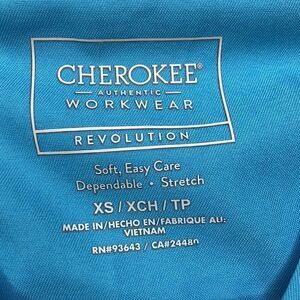 CHEROKEE®
AUTHENTIC
WORKWEAR
REVOLUTION
Soft, Easy Care
Dependable • Stretch
XS / XCH / TP
MADE IN/HECHO EN/FABRIQUE AU:
VIETNAM
RN#93643 / CA#24480